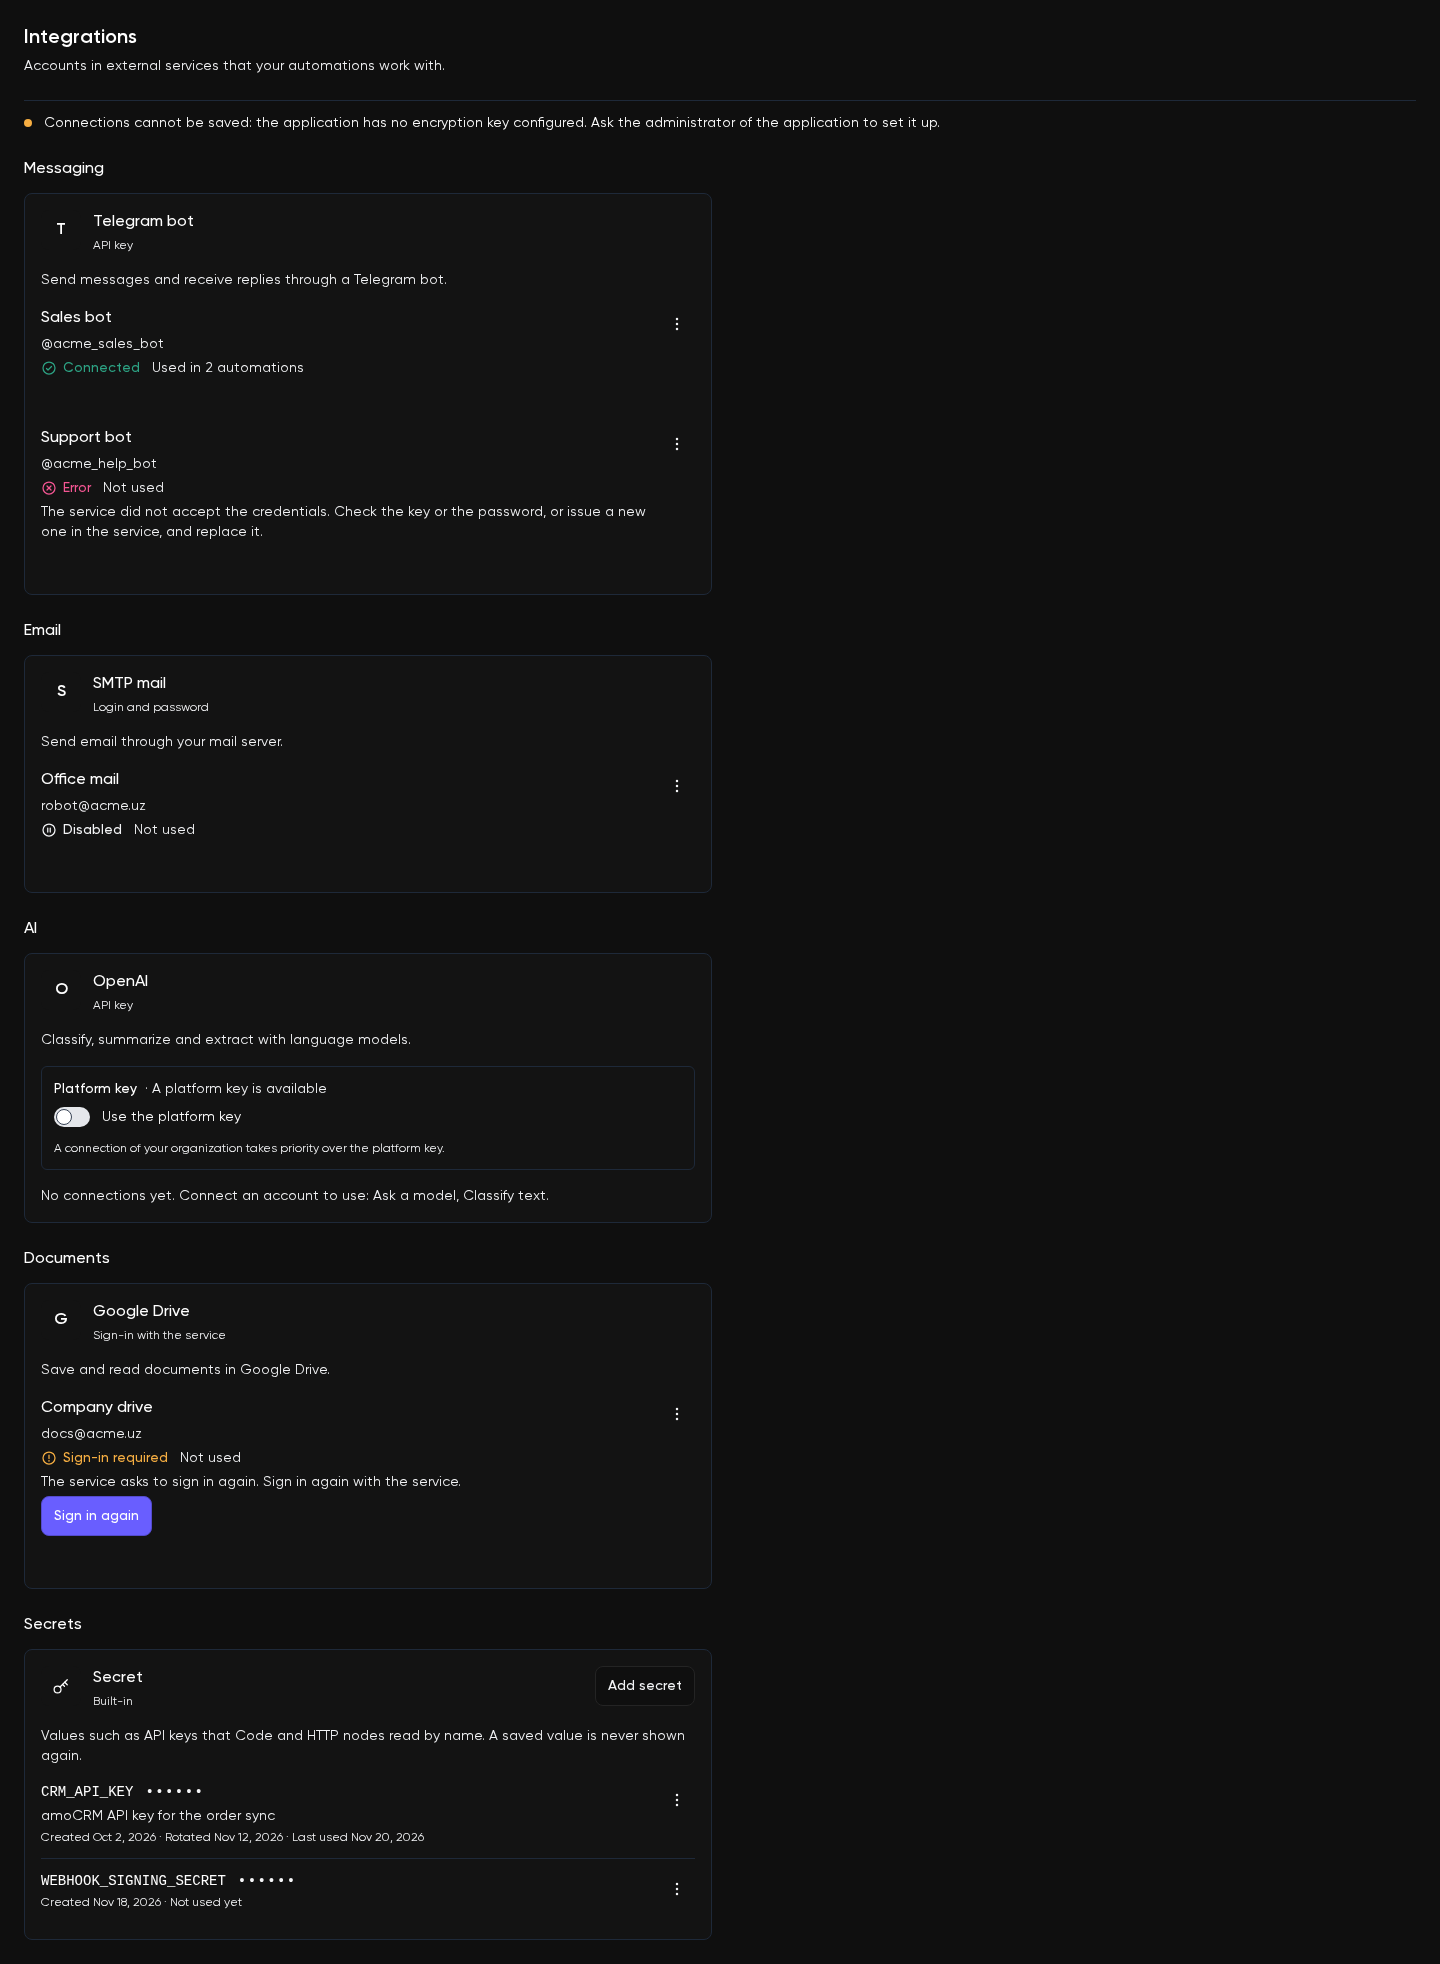 Integrations
Accounts in external services that your automations work with.
Connections cannot be saved: the application has no encryption key configured. Ask the administrator of the application to set it up.
Messaging
T
Telegram bot
API key
Send messages and receive replies through a Telegram bot.
Sales bot
@acme_sales_bot
Connected Used in 2 automations
Support bot
@acme_help_bot
Error Not used
The service did not accept the credentials. Check the key or the password, or issue a new
one in the service, and replace it.
Email
S
SMTP mail
Login and password
Send email through your mail server.
Office mail
robot@acme.uz
Disabled Not used
AI
O
OpenAI
API key
Classify, summarize and extract with language models.
Platform key · A platform key is available
Use the platform key
A connection of your organization takes priority over the platform key.
No connections yet. Connect an account to use: Ask a model, Classify text.
Documents
G
Google Drive
Sign-in with the service
Save and read documents in Google Drive.
Company drive
docs@acme.uz
Sign-in required Not used
The service asks to sign in again. Sign in again with the service.
Sign in again
Secrets
Secret
Built-in
Add secret
Values such as API keys that Code and HTTP nodes read by name. A saved value is never shown
again.
CRM_API_KEY ••••••
amoCRM API key for the order sync
Created Oct 2, 2026 · Rotated Nov 12, 2026 · Last used Nov 20, 2026
WEBHOOK_SIGNING_SECRET ••••••
Created Nov 18, 2026 · Not used yet